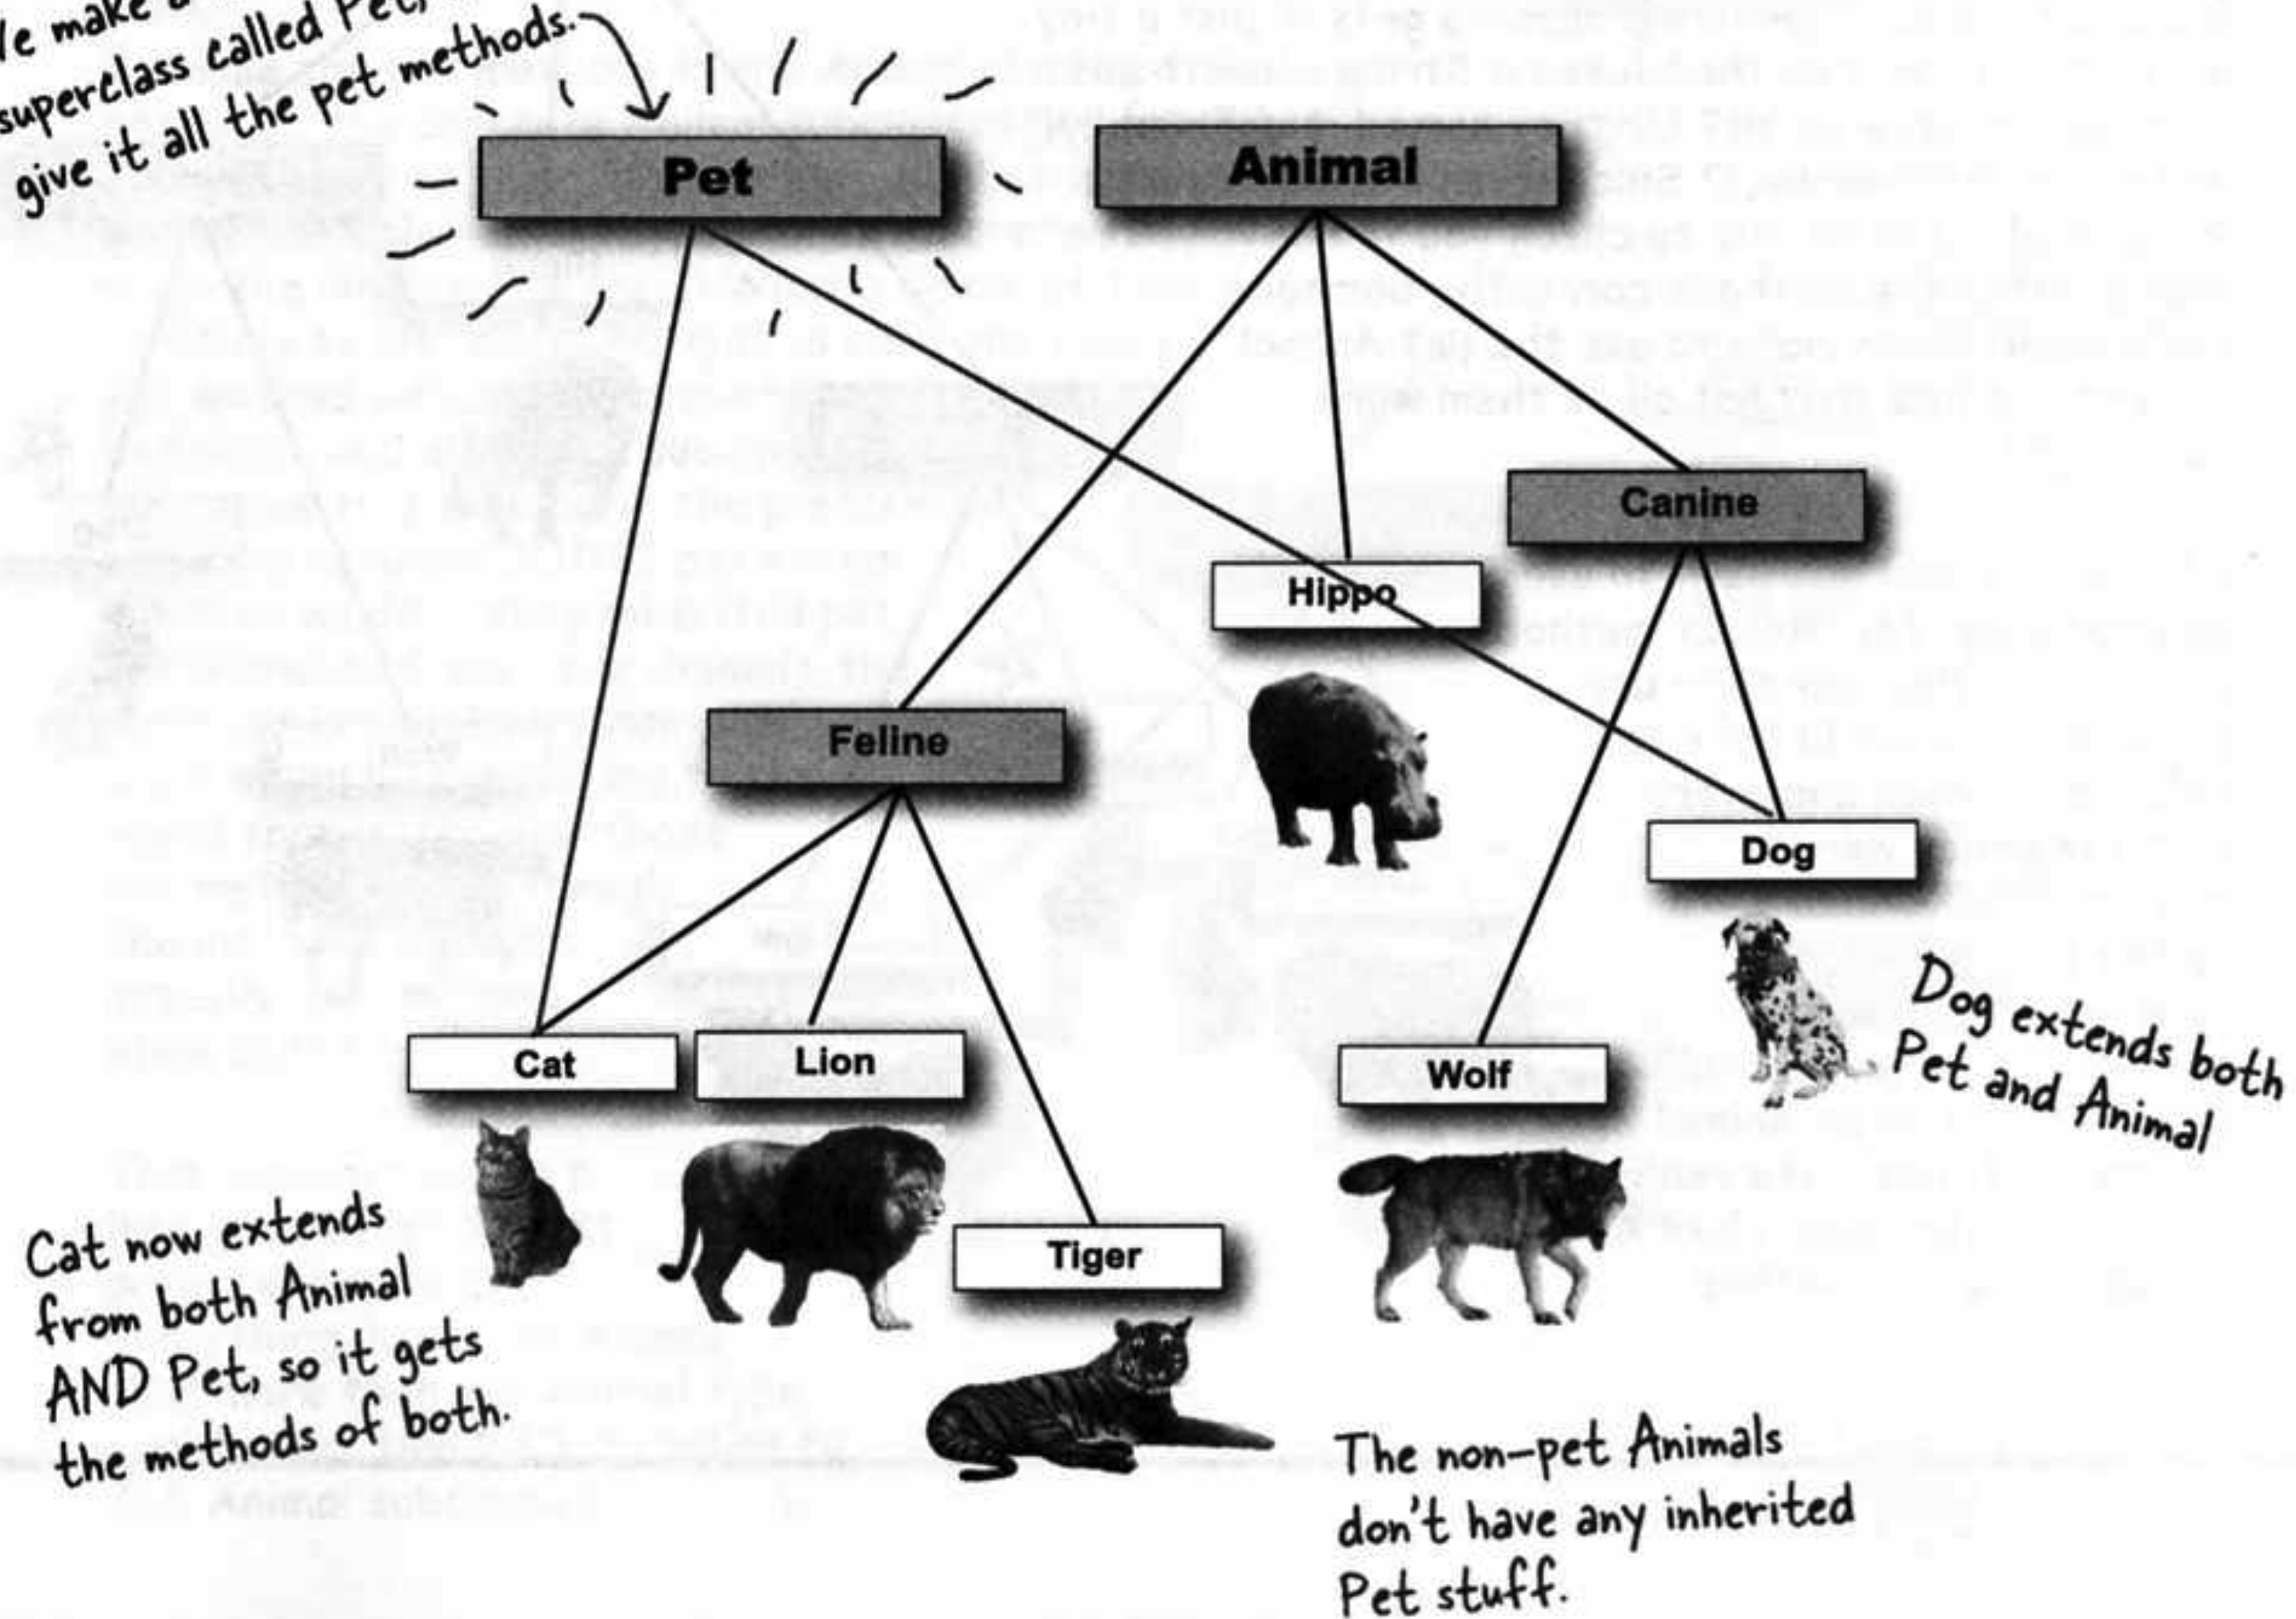 We make a
superclass called Pet,
give it all the pet methods.
Pet
Animal
Canine
Hippo
Feline
Dog
Dog extends both
Pet and Animal
Cat
Lion
Wolf
Tiger
Cat now extends
from both Animal
AND Pet, so it gets
the methods of both.
The non-pet Animals
don't have any inherited
Pet stuff.